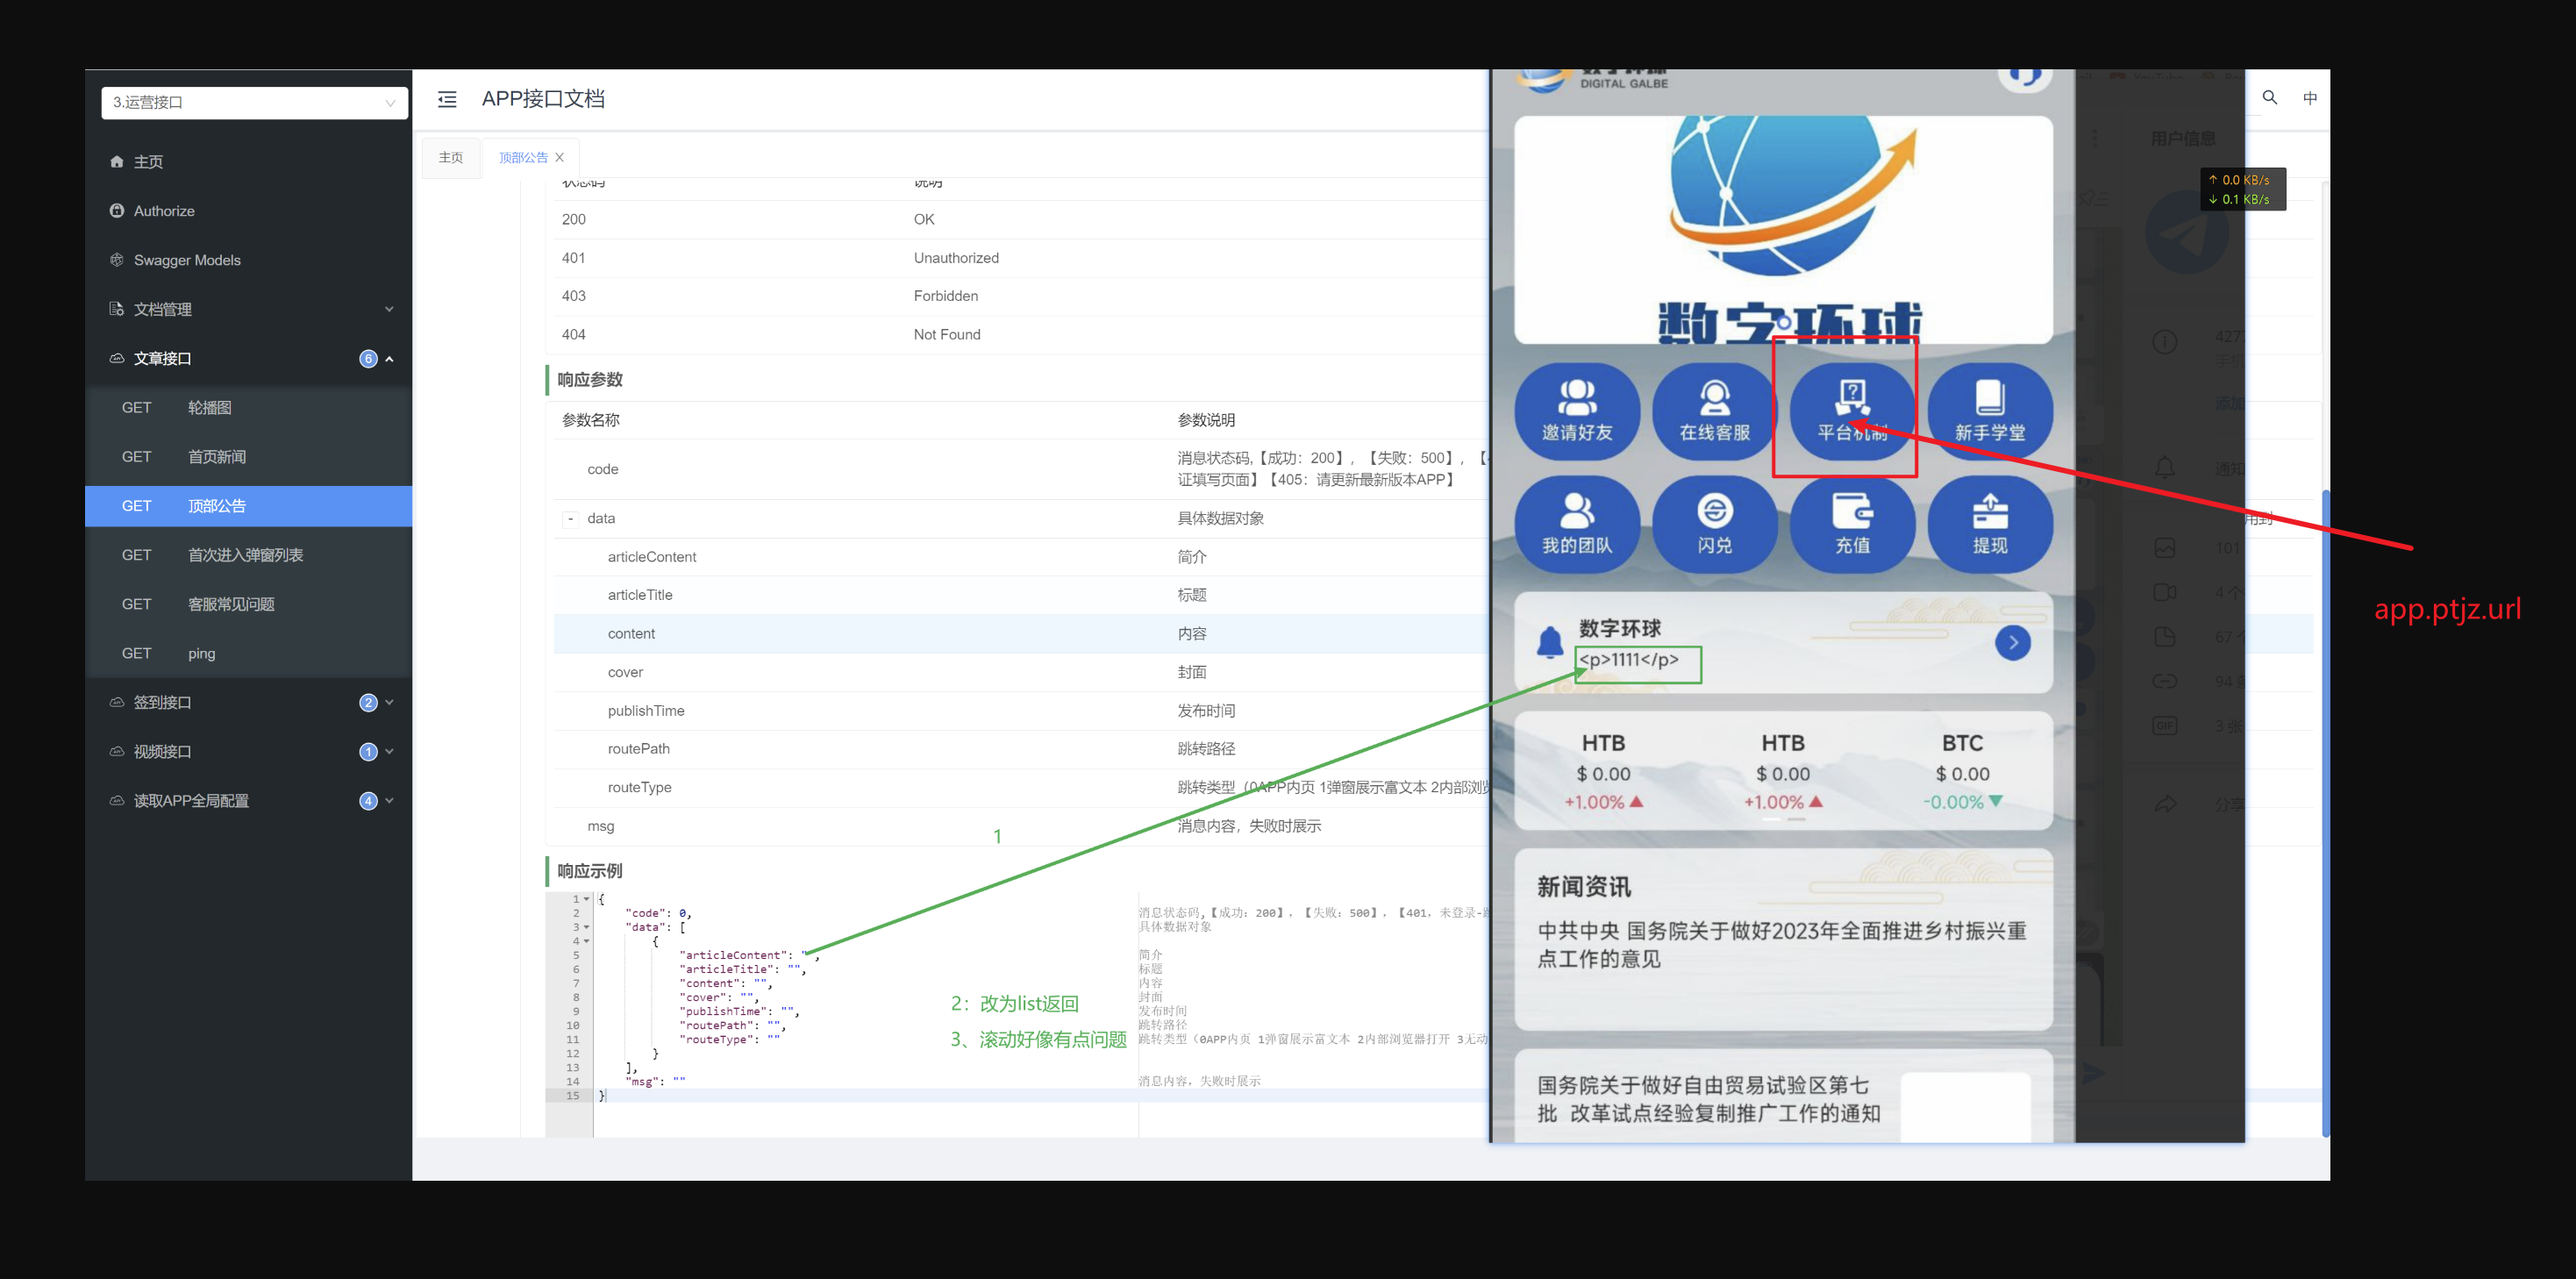 3.运营接口
APP接口文档
中
主页
Authorize
Swagger Models
文档管理
文章接口 6
GET 轮播图
GET 首页新闻
GET 顶部公告
GET 首次进入弹窗列表
GET 客服常见问题
GET ping
签到接口 2
视频接口 1
读取APP全局配置 4
主页 顶部公告
状态码 说明
200 OK
401 Unauthorized
403 Forbidden
404 Not Found
响应参数
参数名称 参数说明
code 消息状态码,【成功：200】，【失败：500】，【
证填写页面】【405：请更新最新版本APP】
- data 具体数据对象
articleContent 简介
articleTitle 标题
content 内容
cover 封面
publishTime 发布时间
routePath 跳转路径
routeType 跳转类型（0APP内页 1弹窗展示富文本 2内部浏
msg 消息内容，失败时展示
1
响应示例
1 {
2 "code": 0, 消息状态码,【成功：200】，【失败：500】，【401，未登录-
3 "data": [ 具体数据对象
4 {
5 "articleContent": " , 简介
6 "articleTitle": "", 标题
7 "content": "", 内容
8 "cover": "", 封面
9 "publishTime": "", 发布时间
10 "routePath": "", 跳转路径
11 "routeType": "" 跳转类型（0APP内页 1弹窗展示富文本 2内部浏览器打开 3无动
12 }
13 ],
14 "msg": "" 消息内容，失败时展示
15 }
2：改为list返回
3、滚动好像有点问题
数字环球
DIGITAL GALBE
数字环球
邀请好友 在线客服 平台机制 新手学堂
我的团队 闪兑 充值 提现
数字环球
<p>1111</p>
HTB HTB BTC
$ 0.00 $ 0.00 $ 0.00
+1.00% +1.00% -0.00%
新闻资讯
中共中央 国务院关于做好2023年全面推进乡村振兴重
点工作的意见
国务院关于做好自由贸易试验区第七
批 改革试点经验复制推广工作的通知
用户信息
↑ 0.0 KB/s
↓ 0.1 KB/s
427
添加
通知
用到
101
4 个
67
94
GIF 3 张
分享
app.ptjz.url